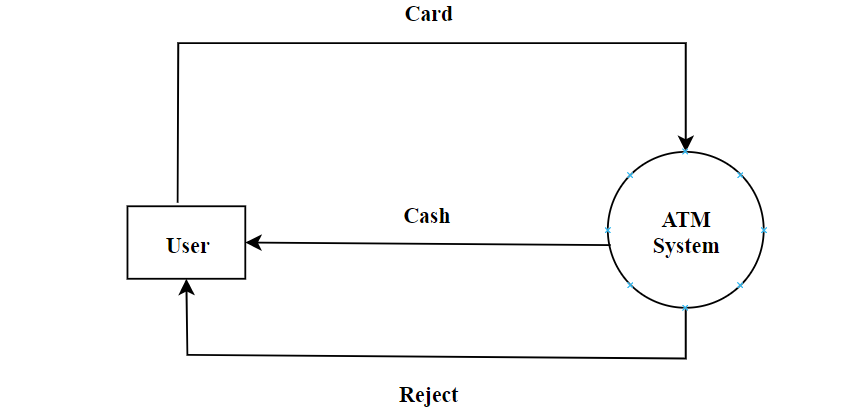 Card
Cash
User
ATM
System
Reject